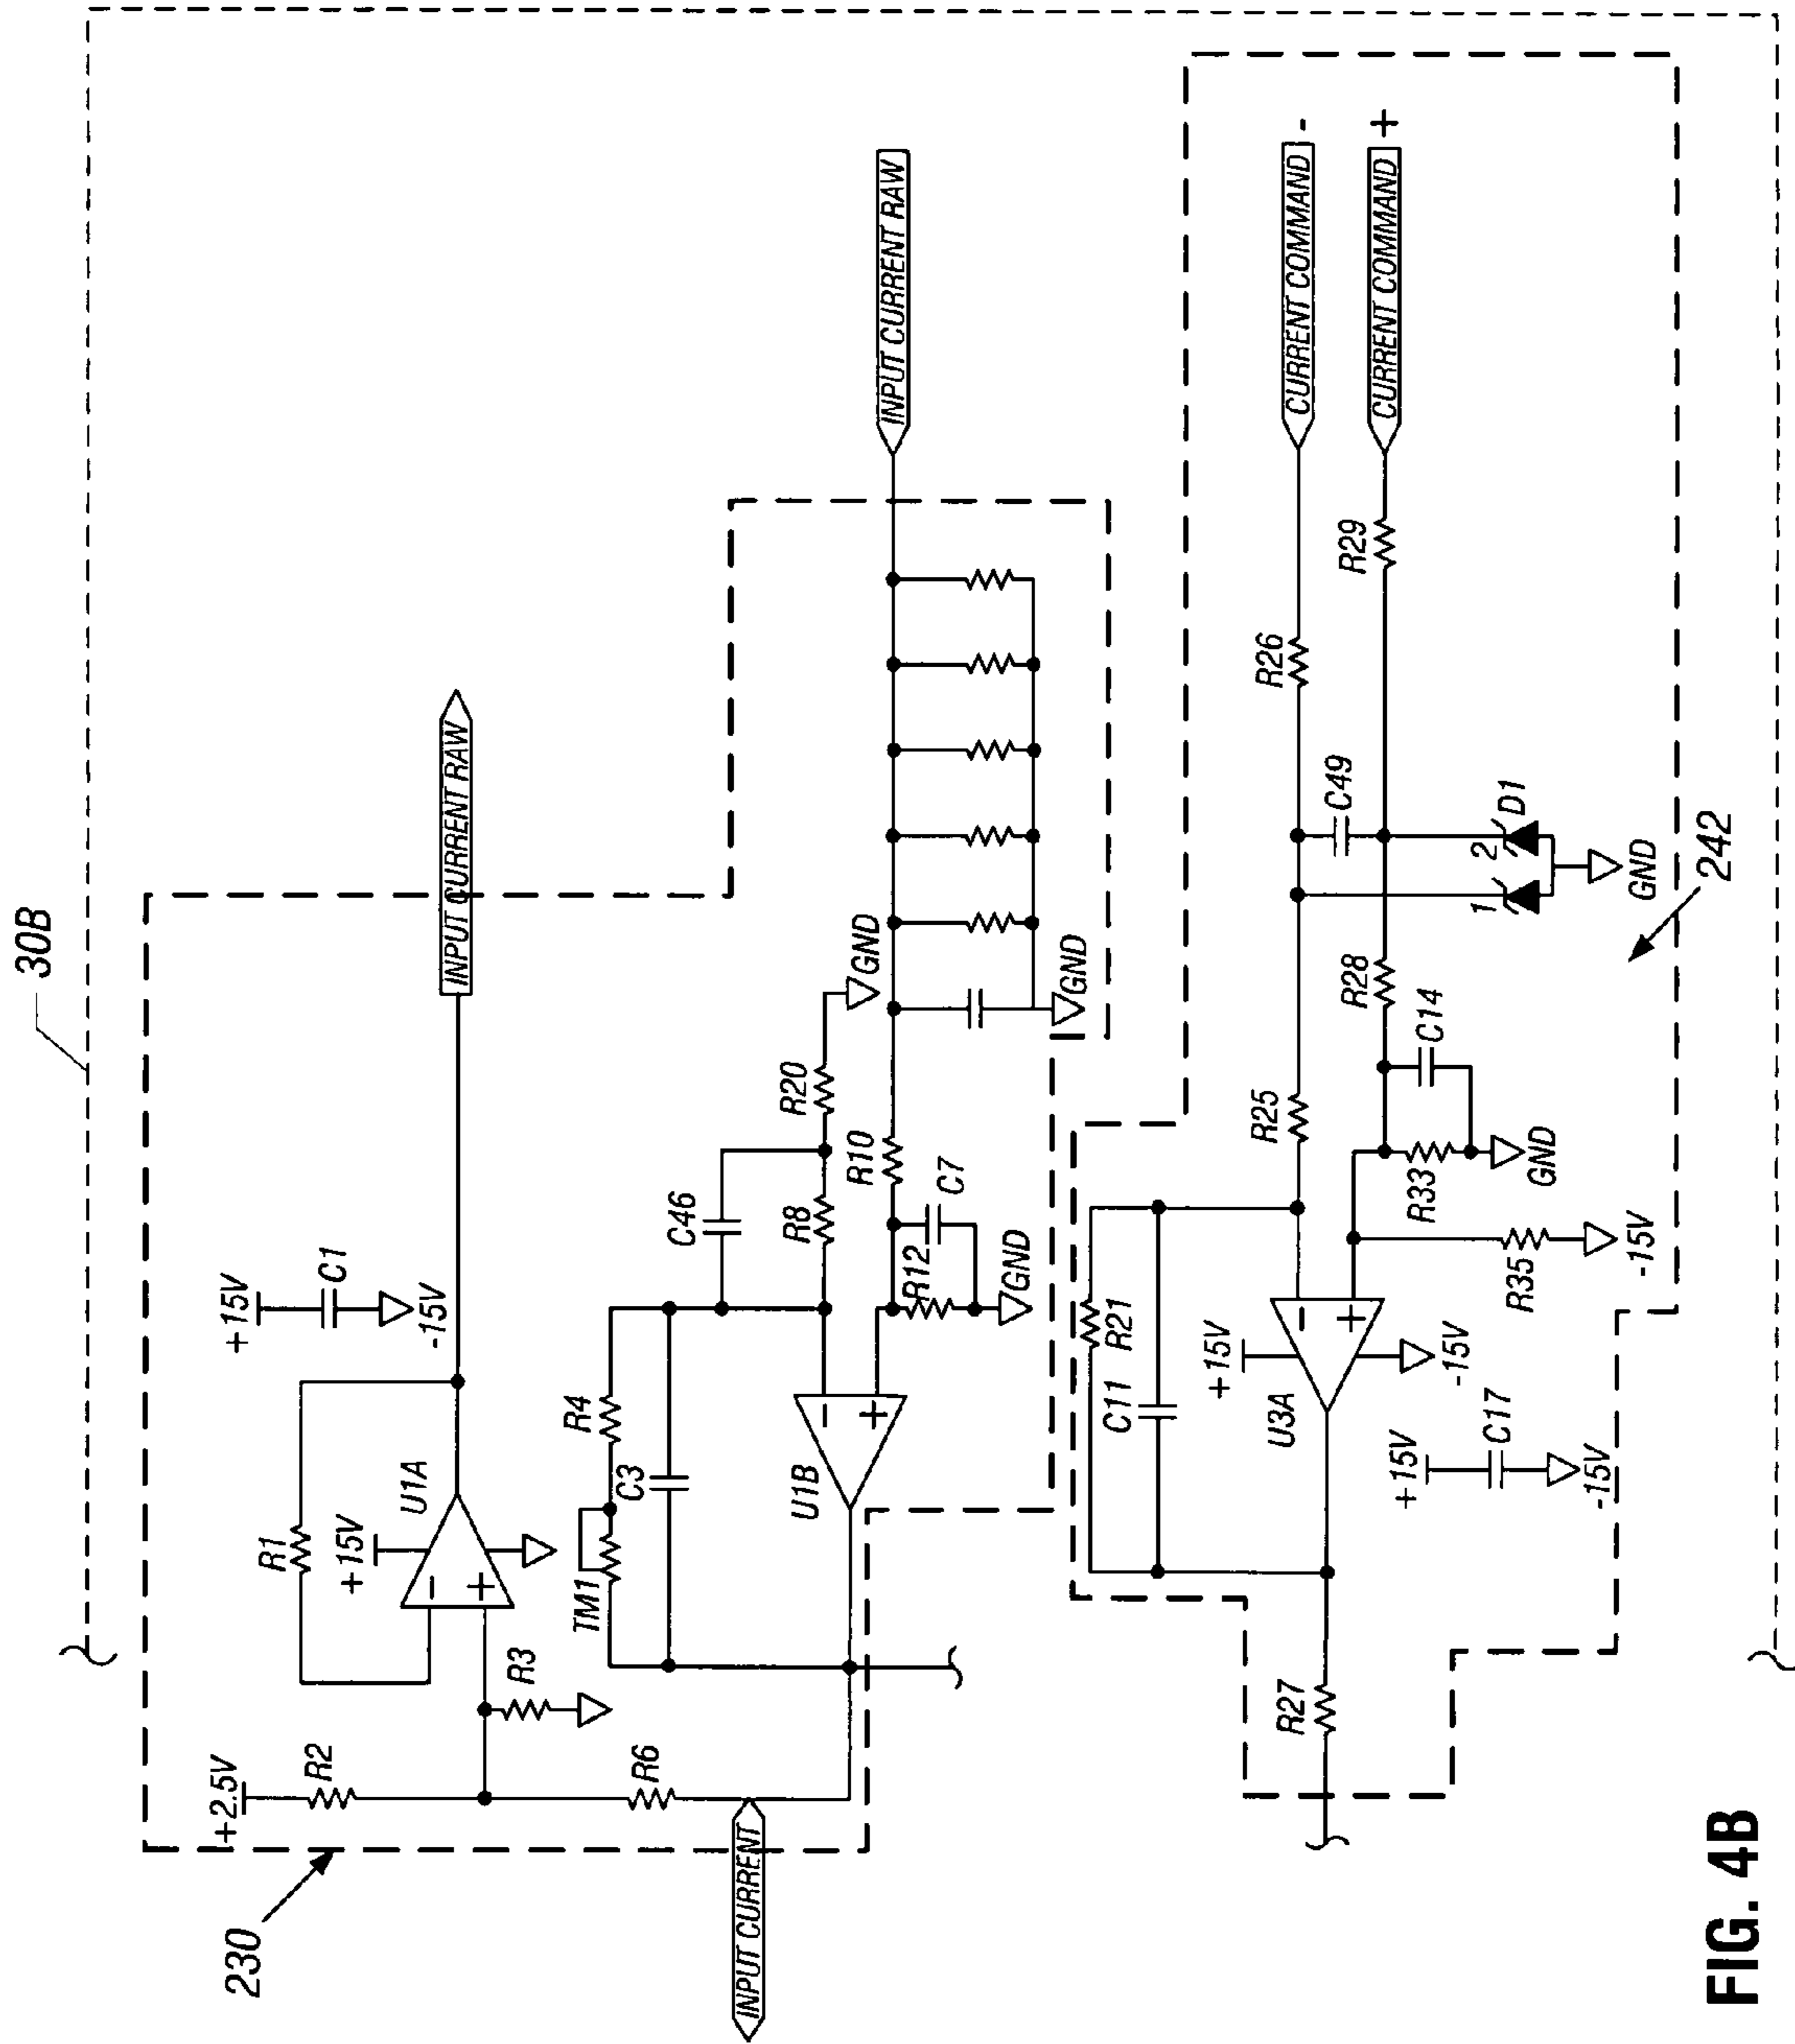 30B
230
+2.5V
R2
R6
R3
R1
U1A
+15V
+15V
C1
-15V
INPUT CURRENT RAW
INPUT CURRENT
TM1
R4
C3
C46
R8
R20
GND
U1B
R10
R12
C7
GND
GND
INPUT CURRENT RAW
CURRENT COMMAND -
CURRENT COMMAND +
R26
R29
C49
1
2
D1
GND
242
R25
R28
C14
R33
GND
R35
-15V
R21
C11
+15V
U3A
-15V
+15V
C17
-15V
R27
FIG. 4B